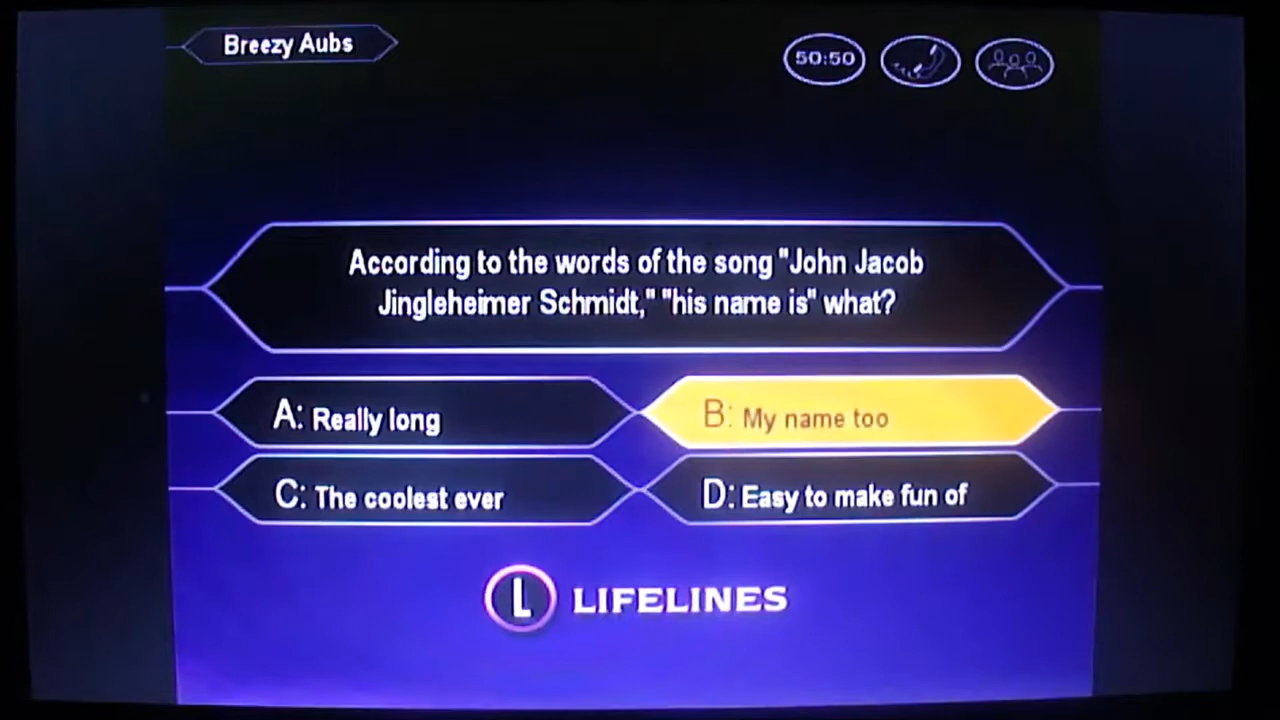 Breezy Aubs
50:50
According to the words of the song "John Jacob
Jingleheimer Schmidt," "his name is" what?
A: Really long
B: My name too
C: The coolest ever
D: Easy to make fun of
L LIFELINES